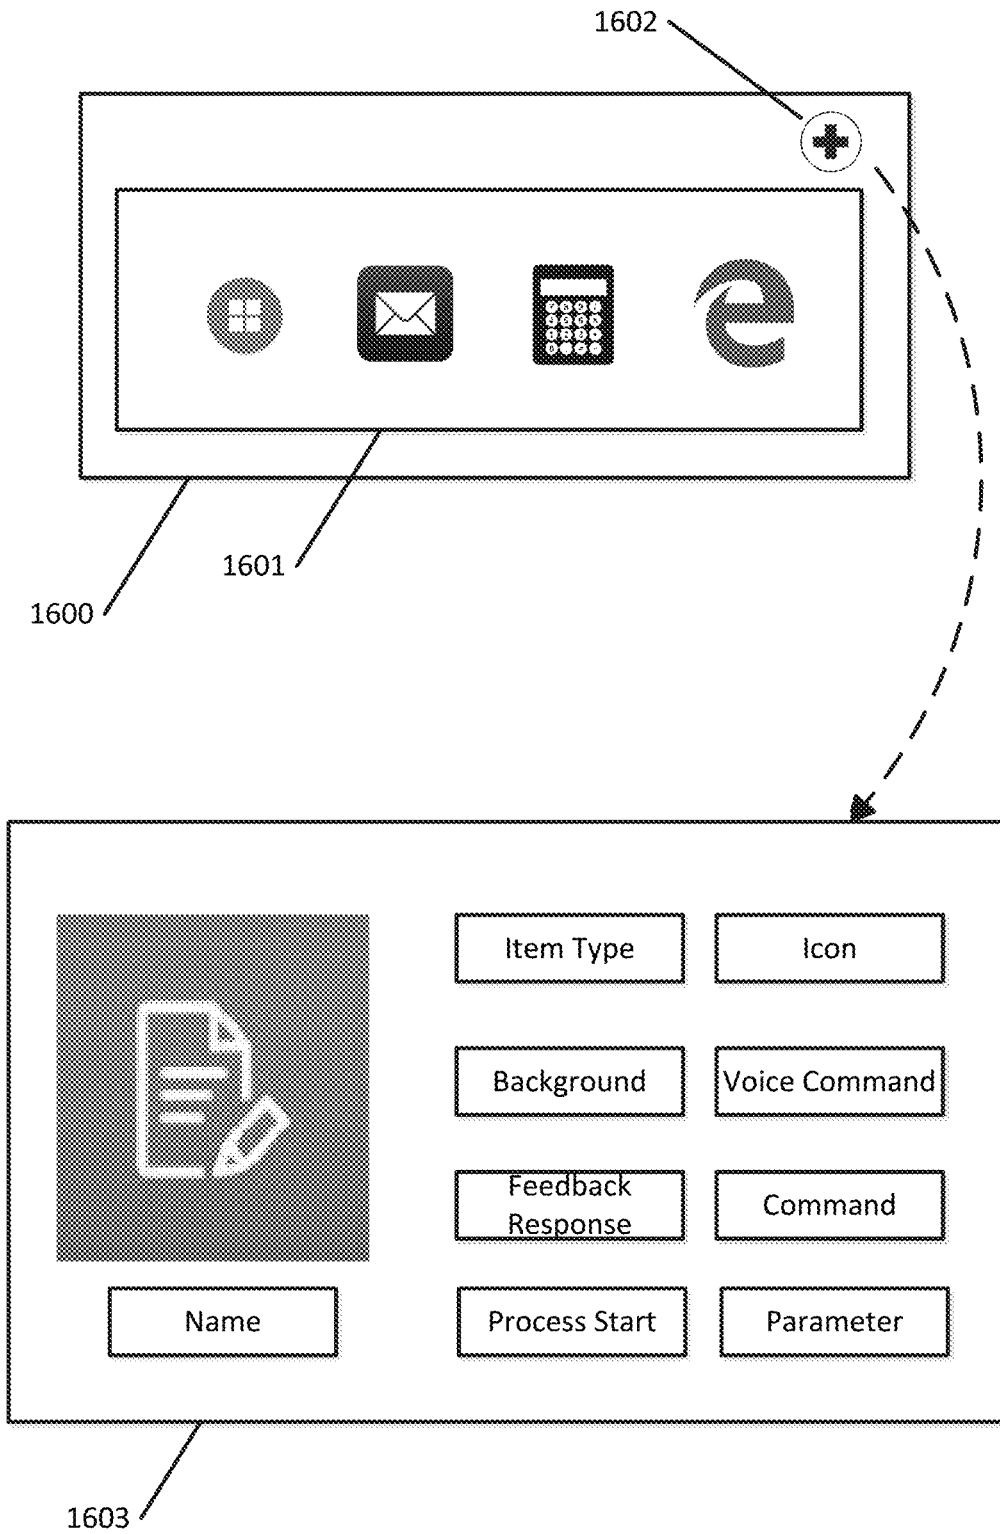 1602
1601
1600
Item Type
Icon
Background
Voice Command
Feedback
Response
Command
Name
Process Start
Parameter
1603